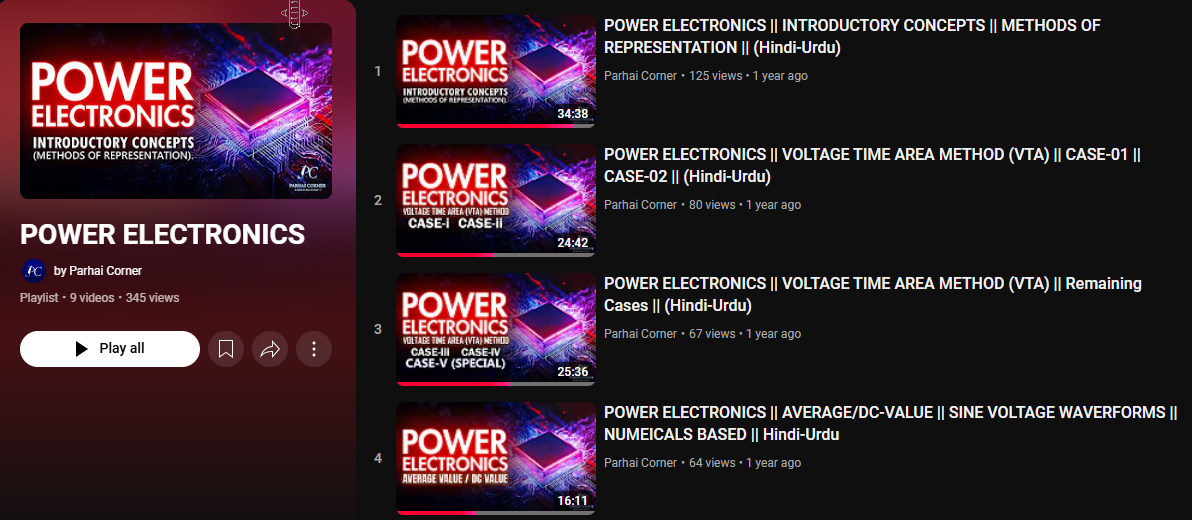 POWER
ELECTRONICS
INTRODUCTORY CONCEPTS
(METHODS OF REPRESENTATION).
PC
PARHAI CORNER
POWER ELECTRONICS
PC
by Parhai Corner
Playlist • 9 videos • 345 views
Play all
1
POWER
ELECTRONICS
INTRODUCTORY CONCEPTS
(METHODS OF REPRESENTATION).
34:38
POWER ELECTRONICS || INTRODUCTORY CONCEPTS || METHODS OF
REPRESENTATION || (Hindi-Urdu)
Parhai Corner • 125 views • 1 year ago
2
POWER
ELECTRONICS
VOLTAGE TIME AREA (VTA) METHOD
CASE-i CASE-ii
24:42
POWER ELECTRONICS || VOLTAGE TIME AREA METHOD (VTA) || CASE-01 ||
CASE-02 || (Hindi-Urdu)
Parhai Corner • 80 views • 1 year ago
3
POWER
ELECTRONICS
VOLTAGE TIME AREA (VTA) METHOD
CASE-III CASE-IV
CASE-V (SPECIAL)
25:36
POWER ELECTRONICS || VOLTAGE TIME AREA METHOD (VTA) || Remaining
Cases || (Hindi-Urdu)
Parhai Corner • 67 views • 1 year ago
4
POWER
ELECTRONICS
AVERAGE VALUE / DC VALUE
16:11
POWER ELECTRONICS || AVERAGE/DC-VALUE || SINE VOLTAGE WAVEFORMS ||
NUMEICALS BASED || Hindi-Urdu
Parhai Corner • 64 views • 1 year ago